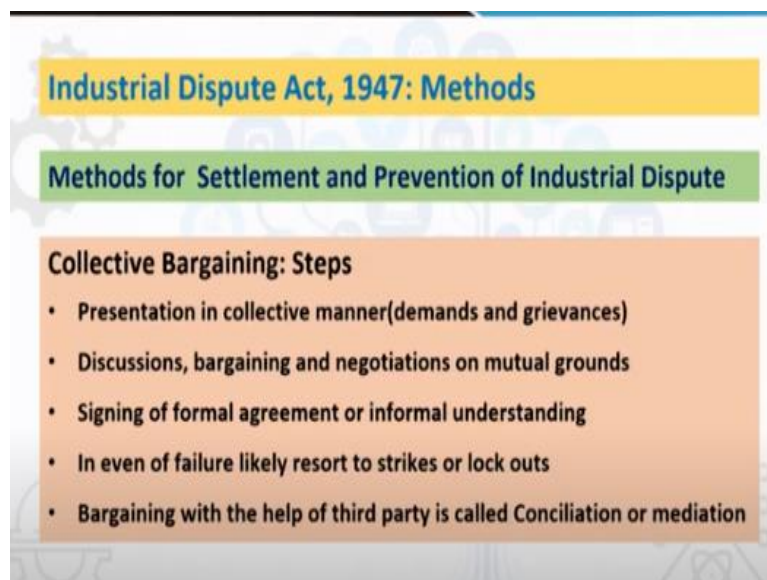 Industrial Dispute Act, 1947: Methods
Methods for Settlement and Prevention of Industrial Dispute
Collective Bargaining: Steps
• Presentation in collective manner(demands and grievances)
• Discussions, bargaining and negotiations on mutual grounds
• Signing of formal agreement or informal understanding
• In even of failure likely resort to strikes or lock outs
• Bargaining with the help of third party is called Conciliation or mediation